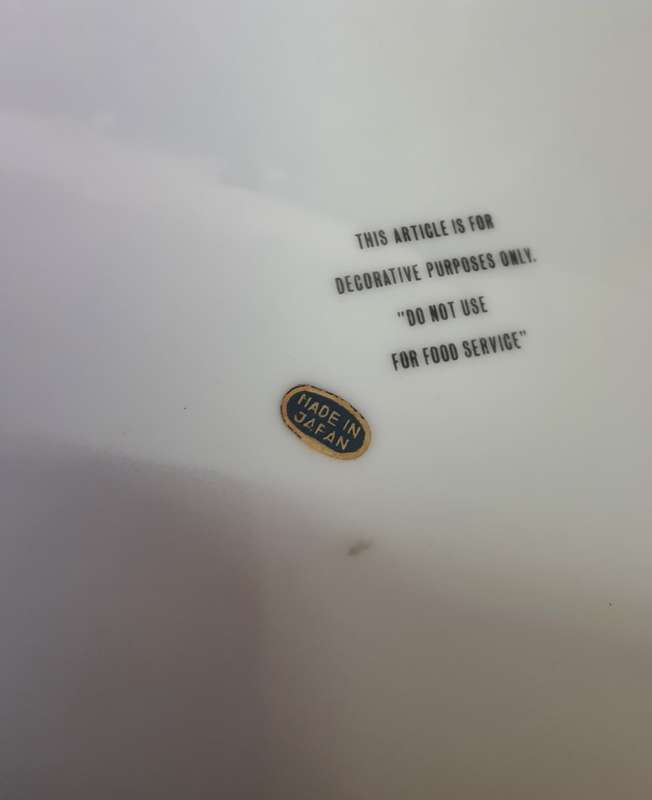 THIS ARTICLE IS FOR
DECORATIVE PURPOSES ONLY.
"DO NOT USE
FOR FOOD SERVICE"
MADE IN
JAPAN